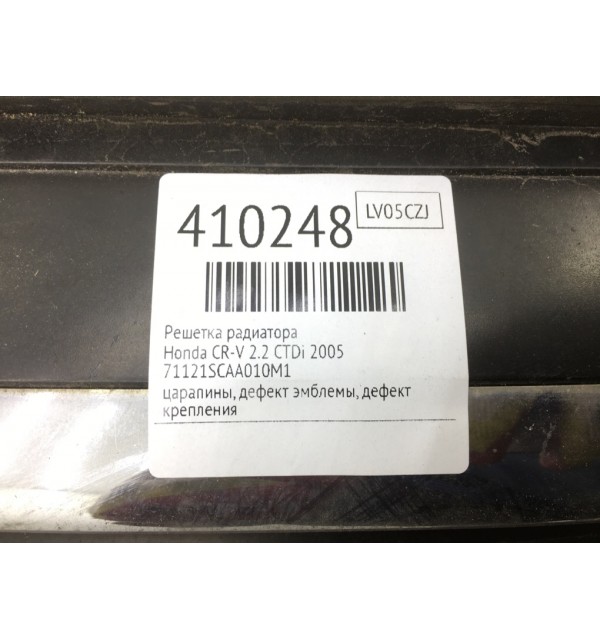 410248
LV05CZJ
Решетка радиатора
Honda CR-V 2.2 CTDi 2005
71121SCAA010M1
царапины, дефект эмблемы, дефект
крепления